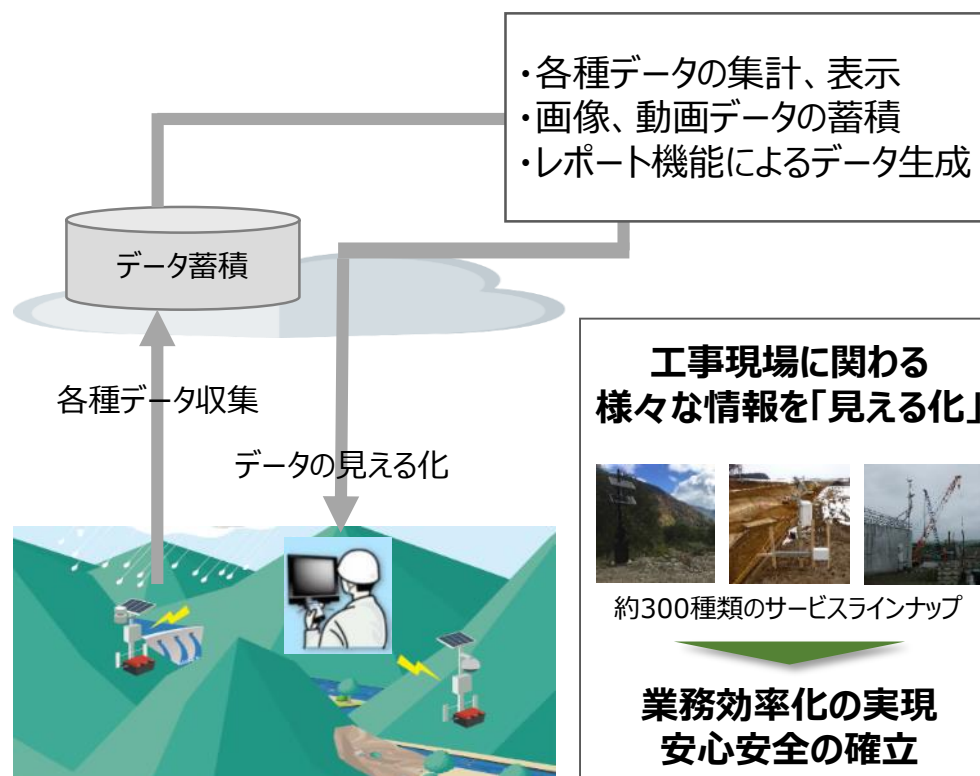 ・各種データの集計、表示
・画像、動画データの蓄積
・レポート機能によるデータ生成
データ蓄積
各種データ収集
データの見える化
工事現場に関わる
様々な情報を「見える化」
約300種類のサービスラインナップ
業務効率化の実現
安心安全の確立